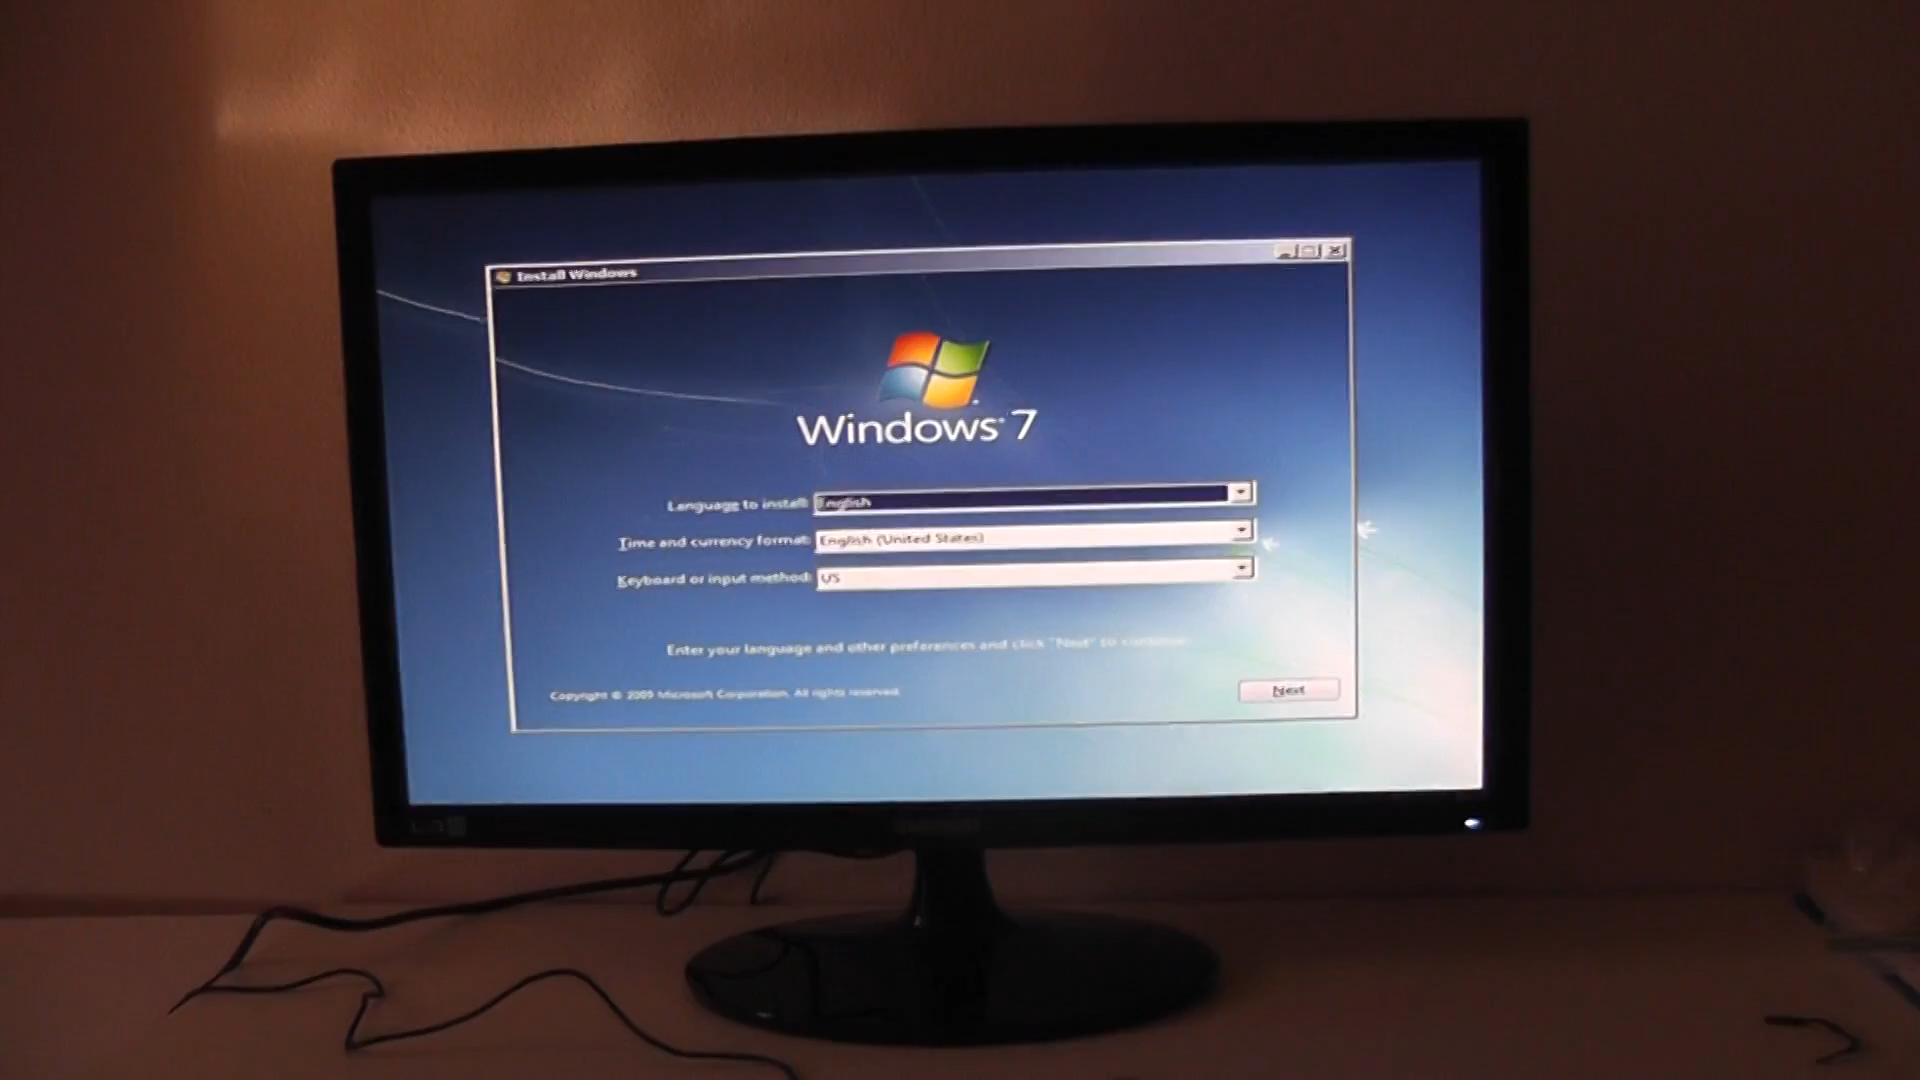 Install Windows
Windows 7
Language to install: English
Time and currency format: English (United States)
Keyboard or input method: US
Enter your language and other preferences and click "Next" to continue.
Copyright © 2009 Microsoft Corporation. All rights reserved.
Next